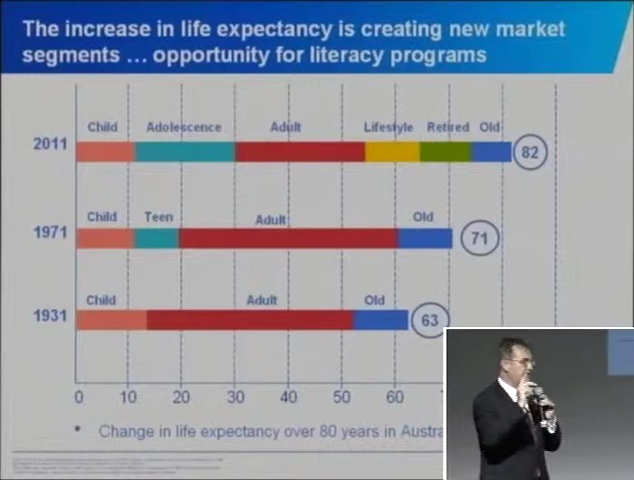 The increase in life expectancy is creating new market
segments ... opportunity for literacy programs
Child Adolescence Adult Lifestyle Retired Old
2011 82
Child Teen Adult Old
1971 71
Child Adult Old
1931 63
0 10 20 30 40 50 60
• Change in life expectancy over 80 years in Austra